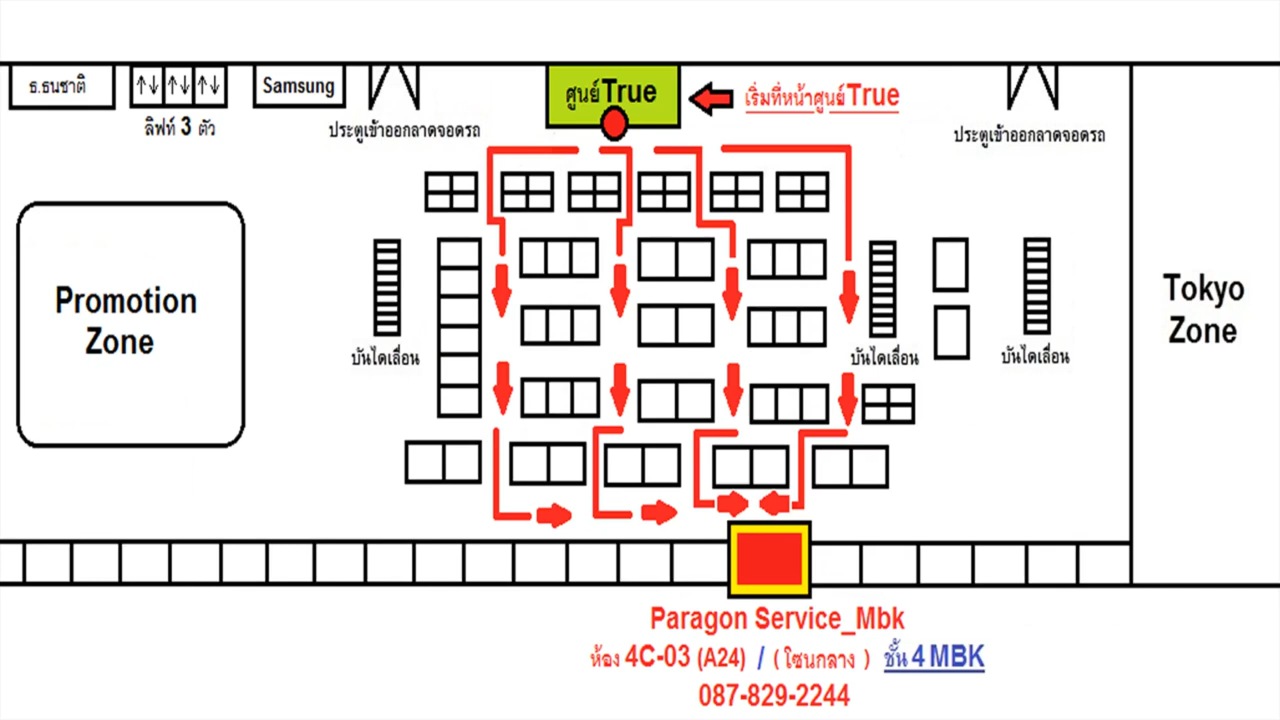 ธ.ธนชาติ
Samsung
ศูนย์True
เริ่มที่หน้าศูนย์True
ลิฟท์ 3 ตัว
ประตูเข้าออกลาดจอดรถ
ประตูเข้าออกลาดจอดรถ
Promotion
Zone
Tokyo
Zone
บันไดเลื่อน
บันไดเลื่อน
บันไดเลื่อน
Paragon Service_Mbk
ห้อง 4C-03 (A24) / ( โซนกลาง ) ชั้น 4 MBK
087-829-2244